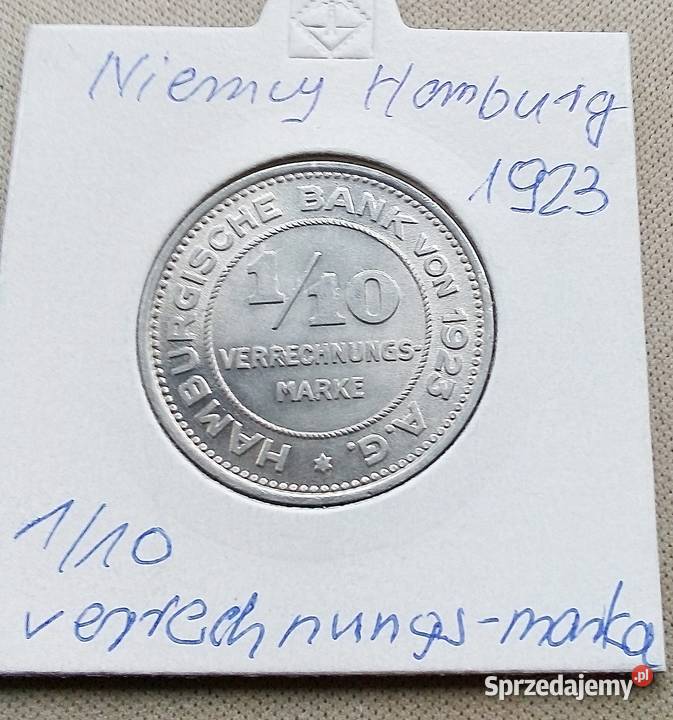 Niemcy Hamburg
1923
HAMBURGISCHE BANK VON 1923 A.G.
1/10
VERRECHNUNGS-
MARKE
1/10
verrechnungs-marka
Sprzedajemy.pl